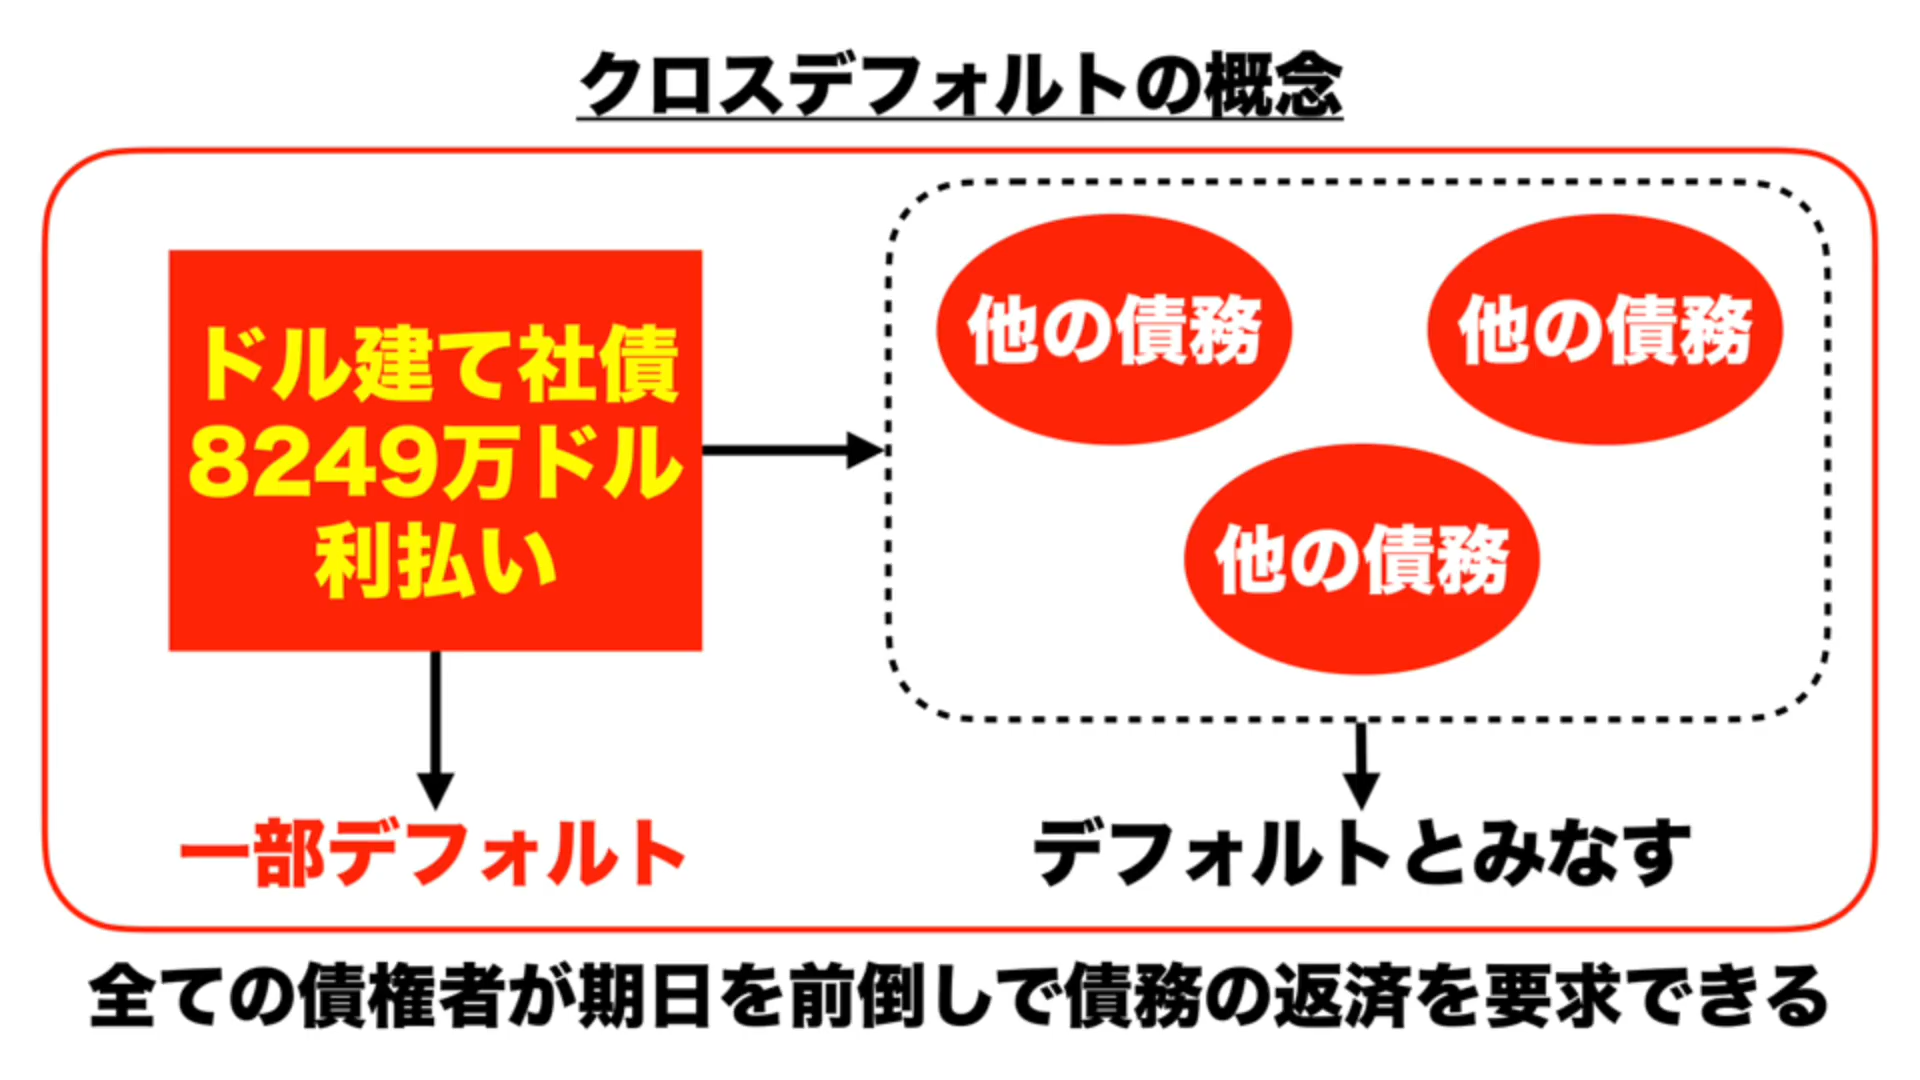 クロスデフォルトの概念
ドル建て社債
8249万ドル
利払い
他の債務
他の債務
他の債務
一部デフォルト
デフォルトとみなす
全ての債権者が期日を前倒しで債務の返済を要求できる